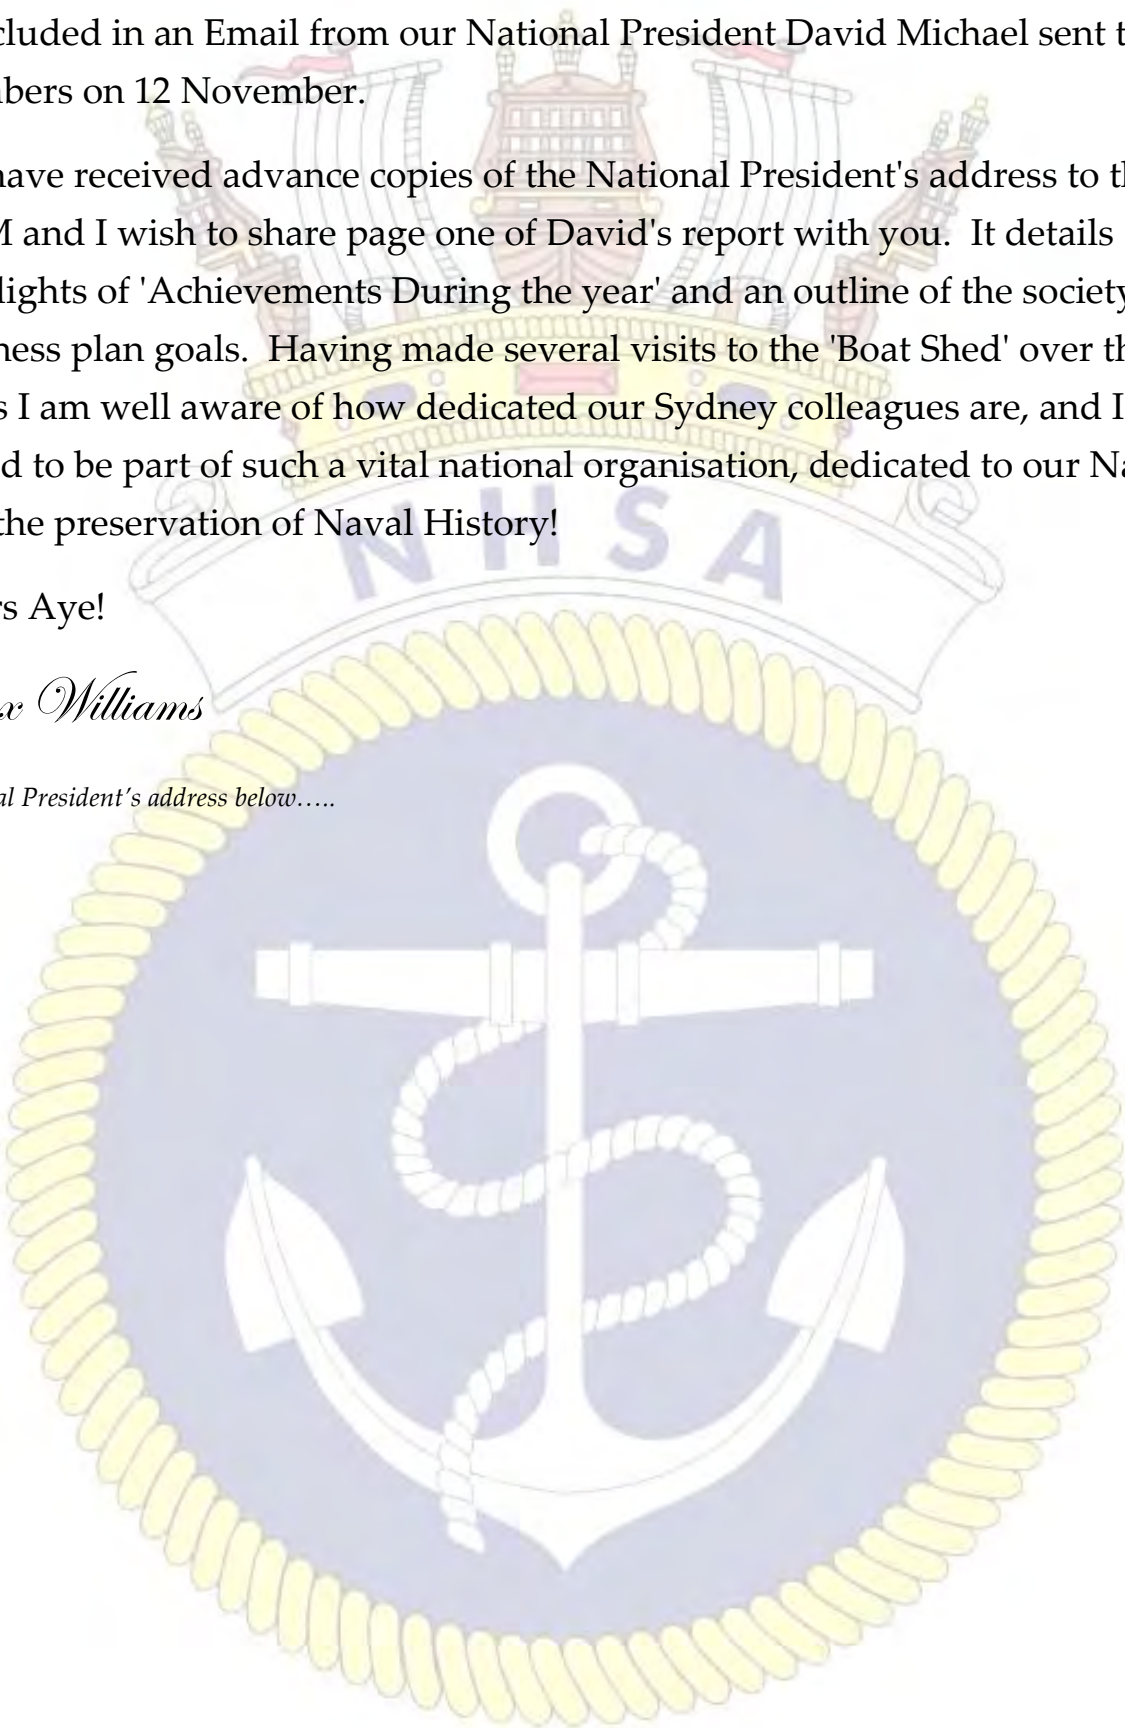 cluded in an Email from our National President David Michael sent t
bers on 12 November.
have received advance copies of the National President's address to th
M and I wish to share page one of David's report with you. It details
lights of 'Achievements During the year' and an outline of the society
ness plan goals. Having made several visits to the 'Boat Shed' over th
s I am well aware of how dedicated our Sydney colleagues are, and I
d to be part of such a vital national organisation, dedicated to our Na
the preservation of Naval History!
NHSA
rs Aye!
x Williams
al President's address below.....